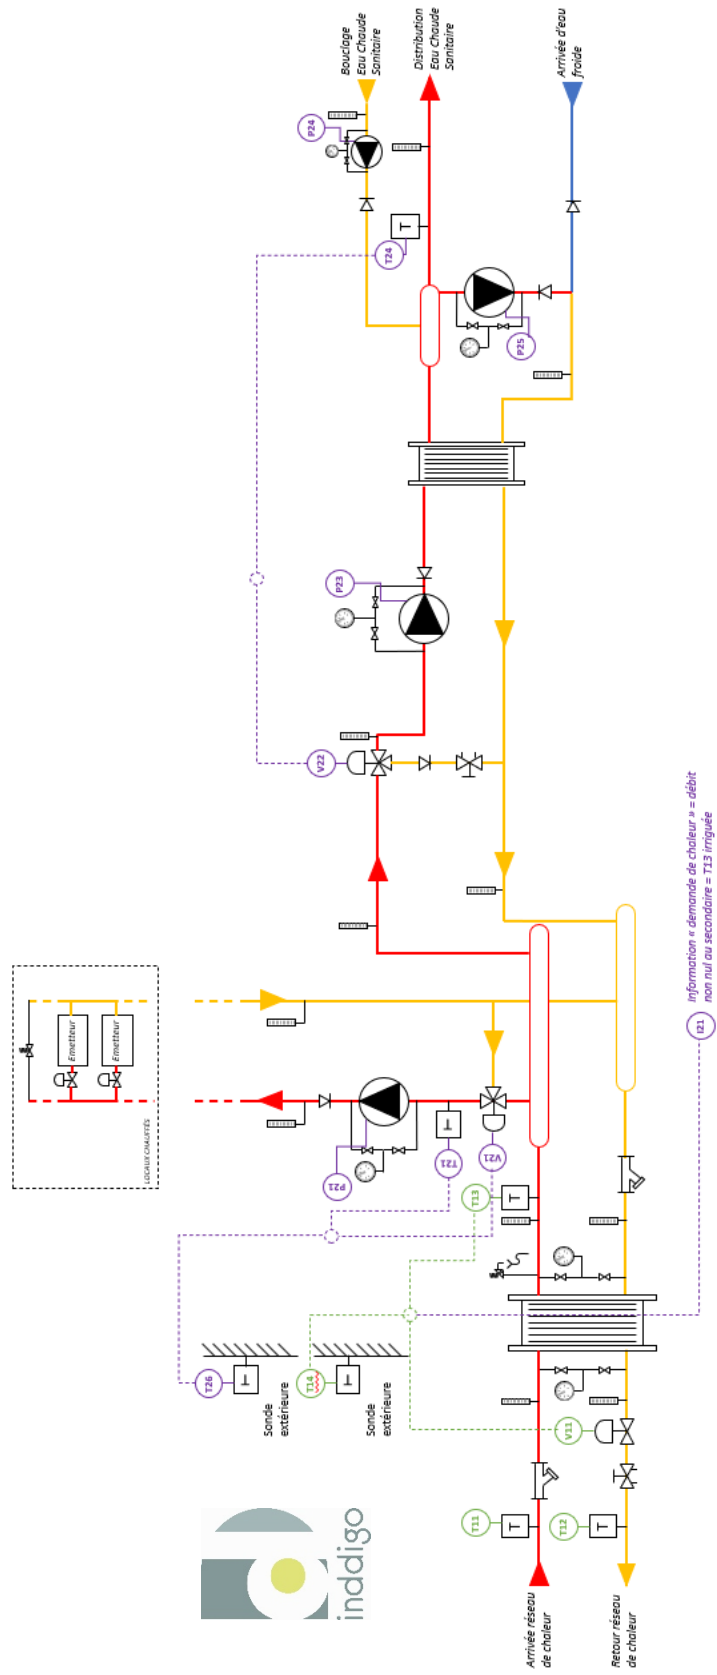 Bouclage
Eau Chaude
Sanitaire
Distribution
Eau Chaude
Sanitaire
Arrivée d'eau
froide
P24
T
T24
P25
P23
V22
Information « demande de chaleur » = débit
non nul au secondaire = T13 irriguée
I21
Emetteur
Emetteur
LOCAUX CHAUFFÉS
P21
T
T21
V21
T13
T
T26
T
Sonde
extérieure
T14
T
Sonde
extérieure
V11
T11
T
T12
T
Arrivée réseau
de chaleur
Retour réseau
de chaleur
inddigo